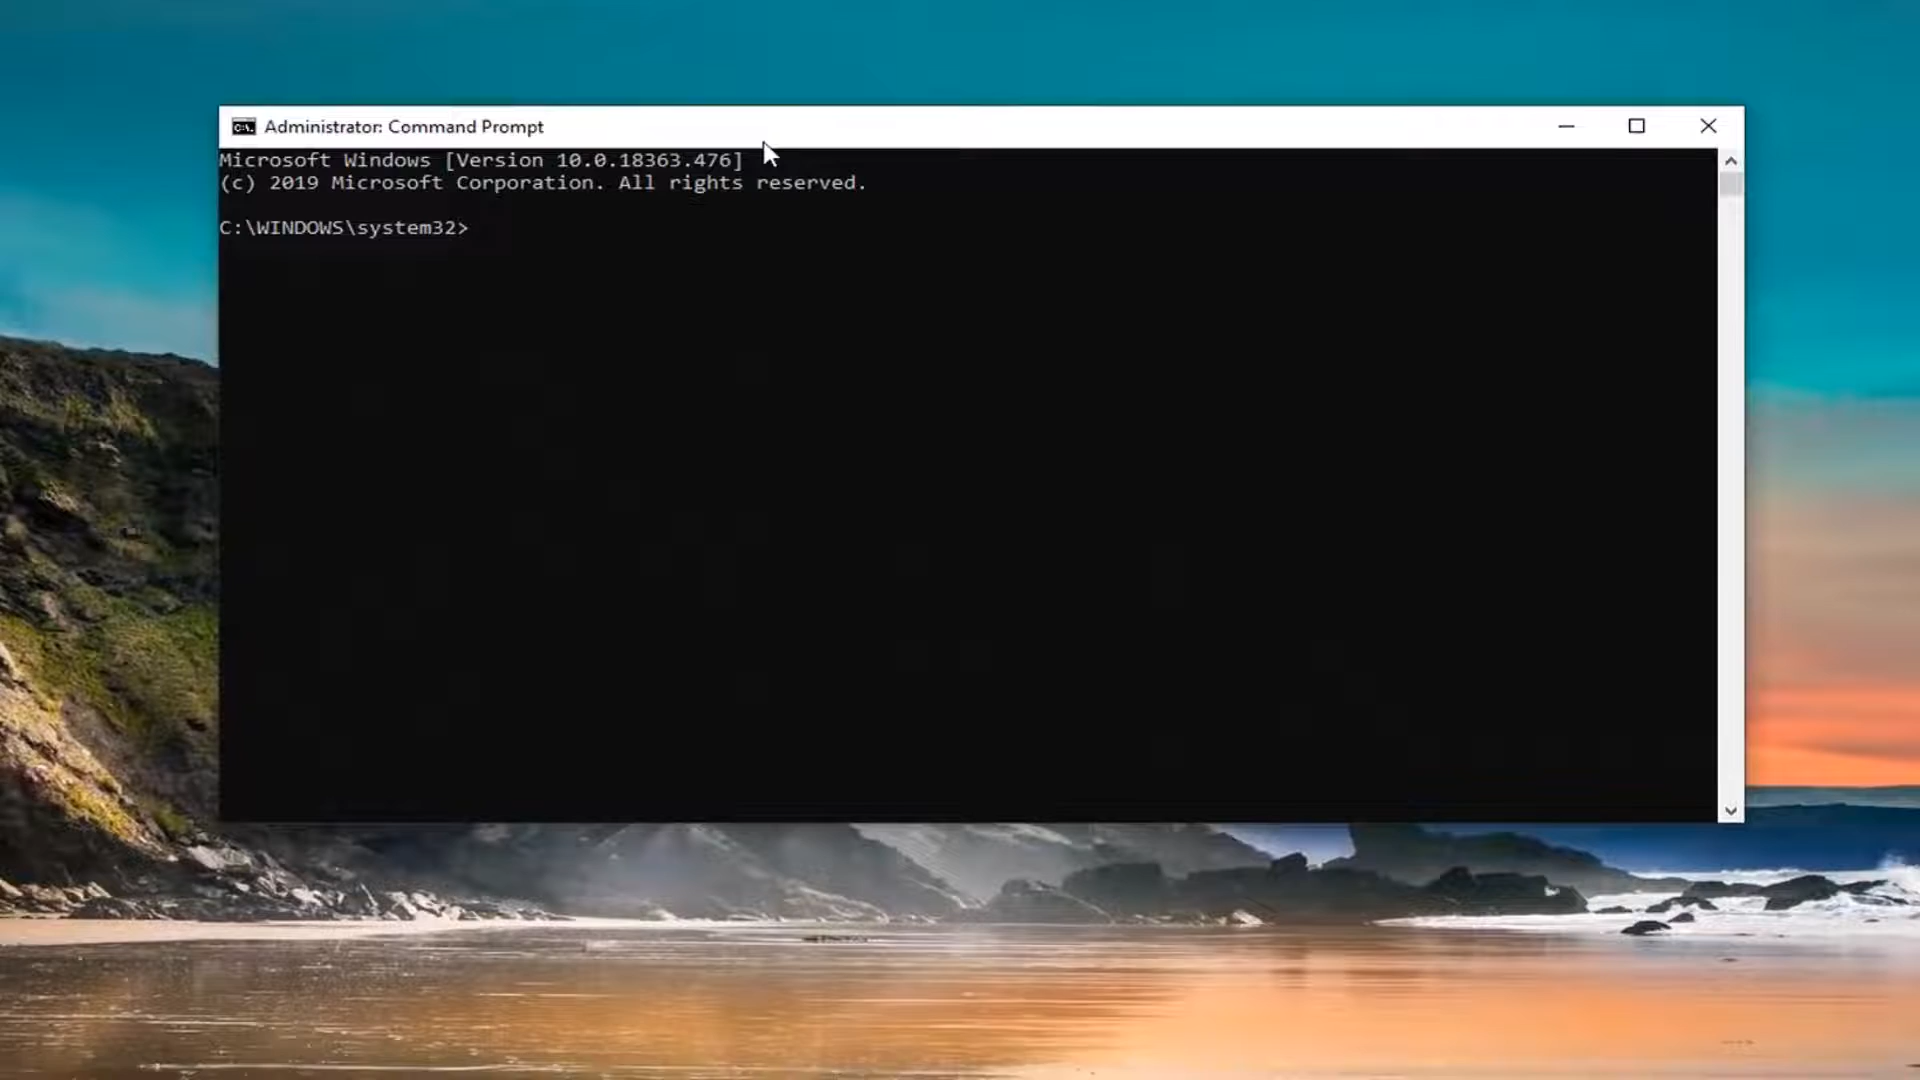 Administrator: Command Prompt
Microsoft Windows [Version 10.0.18363.476]
(c) 2019 Microsoft Corporation. All rights reserved.
C:\WINDOWS\system32>